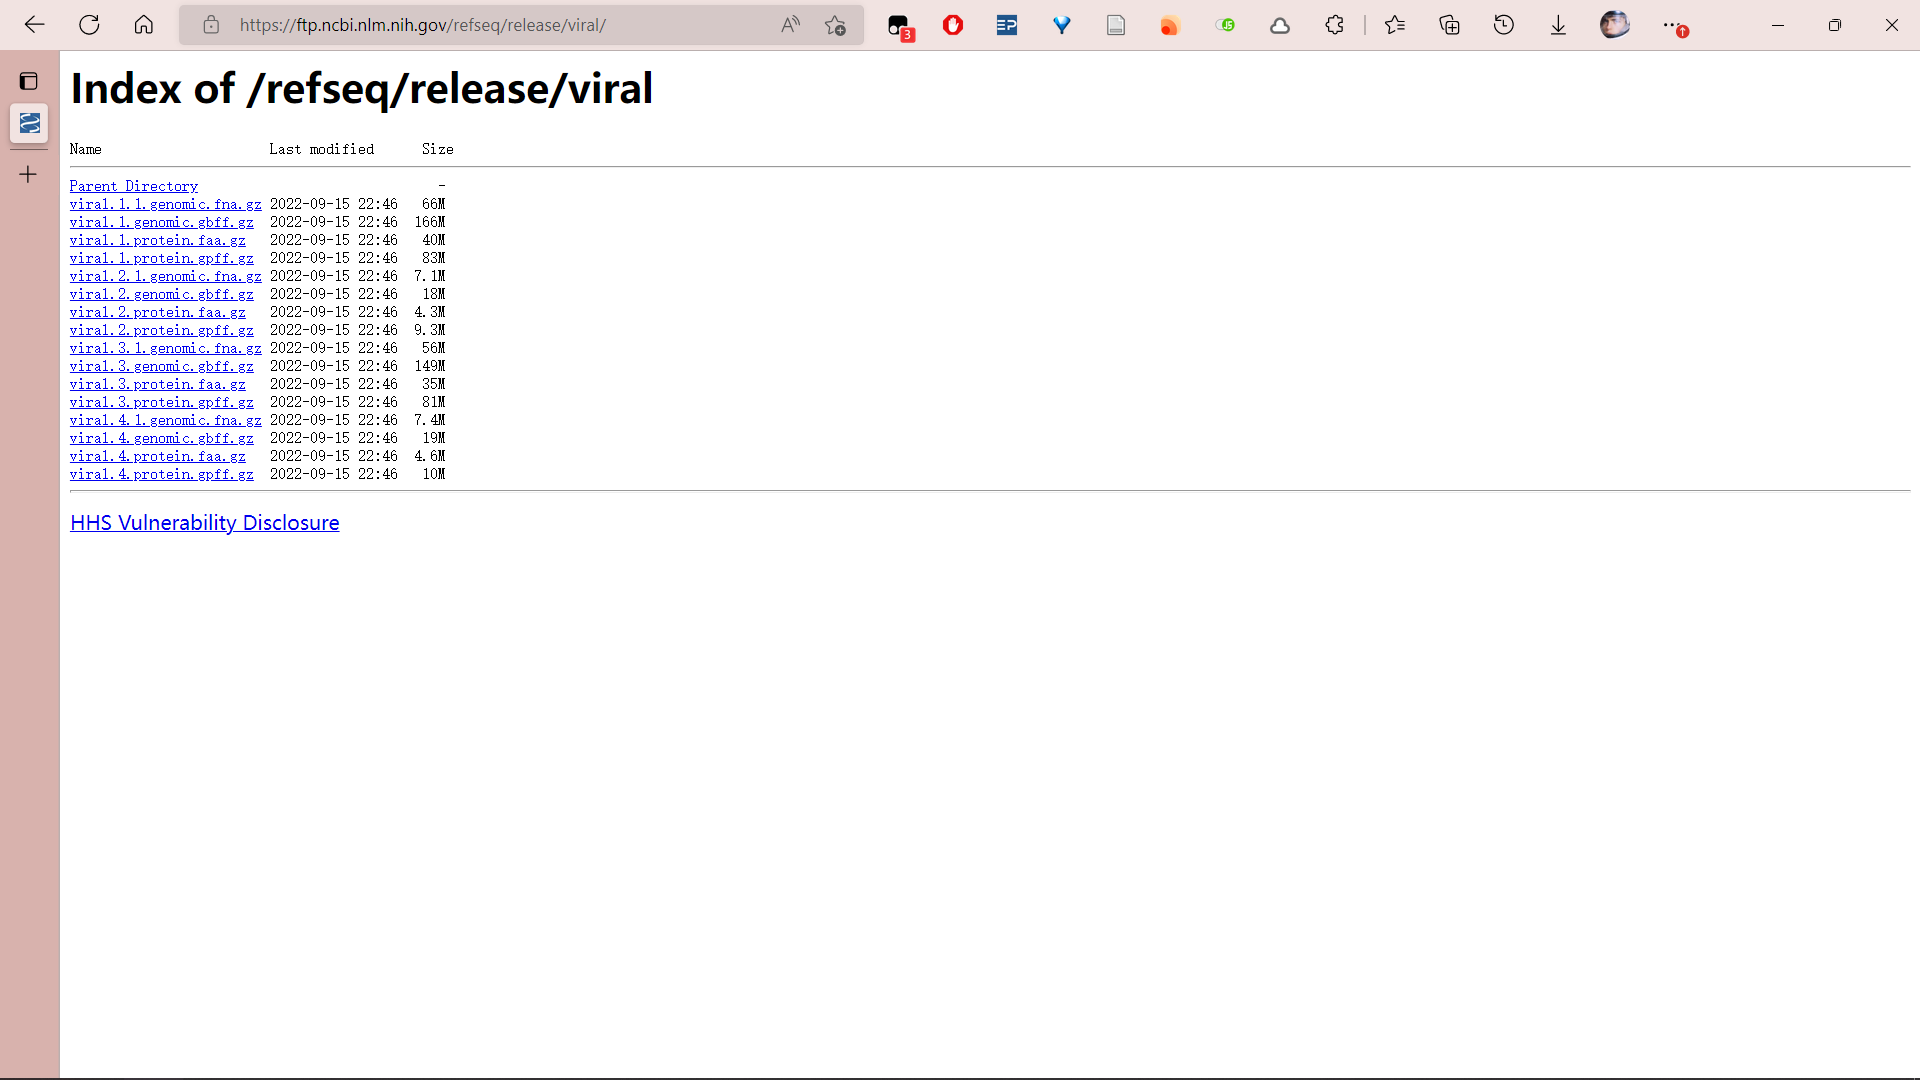 https://ftp.ncbi.nlm.nih.gov/refseq/release/viral/
3
EP
JS
Index of /refseq/release/viral
Name Last modified Size
Parent Directory -
viral.1.1.genomic.fna.gz 2022-09-15 22:46 66M
viral.1.genomic.gbff.gz 2022-09-15 22:46 166M
viral.1.protein.faa.gz 2022-09-15 22:46 40M
viral.1.protein.gpff.gz 2022-09-15 22:46 83M
viral.2.1.genomic.fna.gz 2022-09-15 22:46 7.1M
viral.2.genomic.gbff.gz 2022-09-15 22:46 18M
viral.2.protein.faa.gz 2022-09-15 22:46 4.3M
viral.2.protein.gpff.gz 2022-09-15 22:46 9.3M
viral.3.1.genomic.fna.gz 2022-09-15 22:46 56M
viral.3.genomic.gbff.gz 2022-09-15 22:46 149M
viral.3.protein.faa.gz 2022-09-15 22:46 35M
viral.3.protein.gpff.gz 2022-09-15 22:46 81M
viral.4.1.genomic.fna.gz 2022-09-15 22:46 7.4M
viral.4.genomic.gbff.gz 2022-09-15 22:46 19M
viral.4.protein.faa.gz 2022-09-15 22:46 4.6M
viral.4.protein.gpff.gz 2022-09-15 22:46 10M
HHS Vulnerability Disclosure